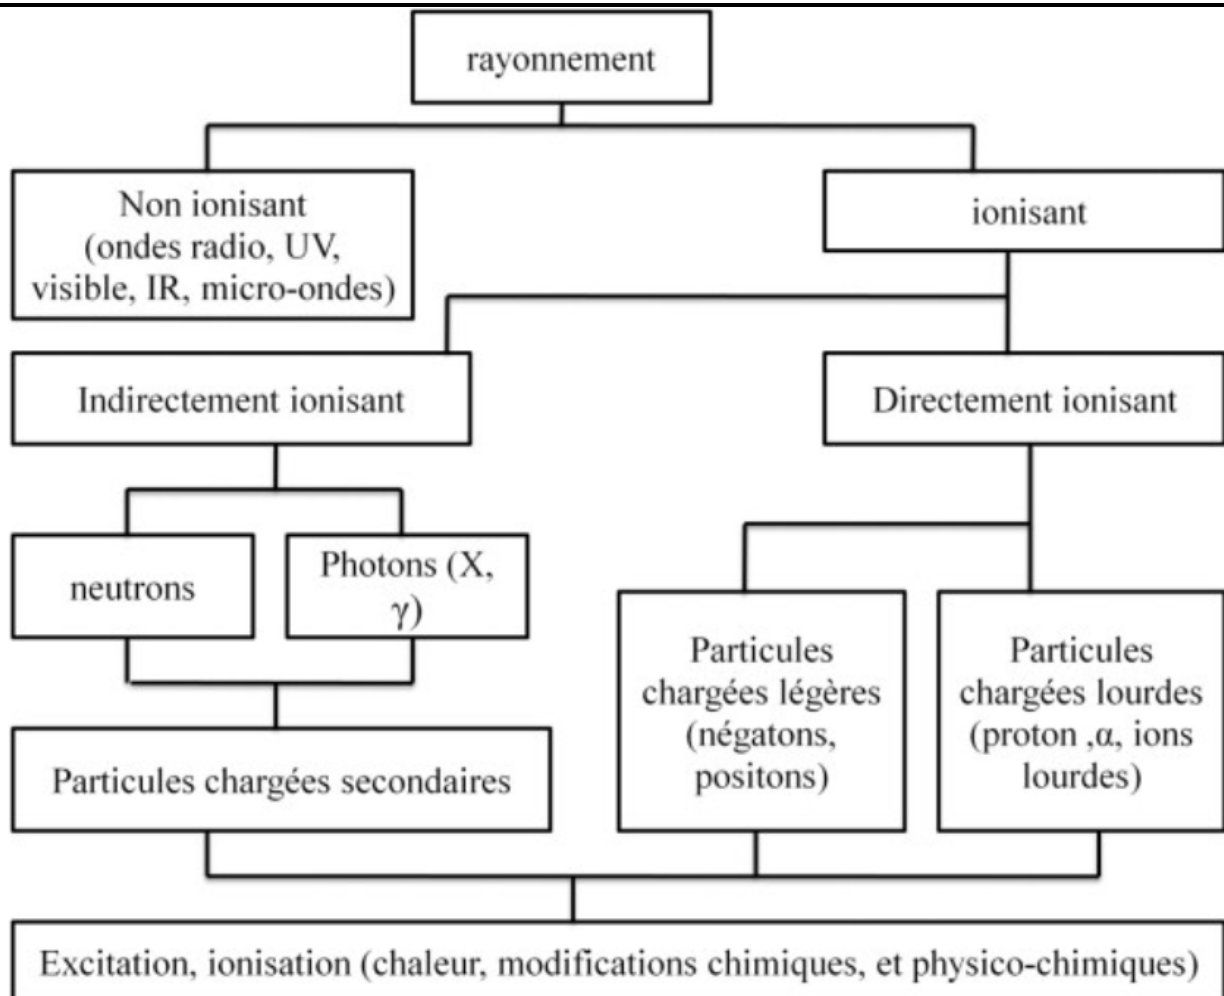 rayonnement
Non ionisant
(ondes radio, UV,
visible, IR, micro-ondes)
ionisant
Indirectement ionisant
Directement ionisant
neutrons
Photons (X,
γ)
Particules
chargées légères
(négatons,
positons)
Particules
chargées lourdes
(proton ,α, ions
lourdes)
Particules chargées secondaires
Excitation, ionisation (chaleur, modifications chimiques, et physico-chimiques)